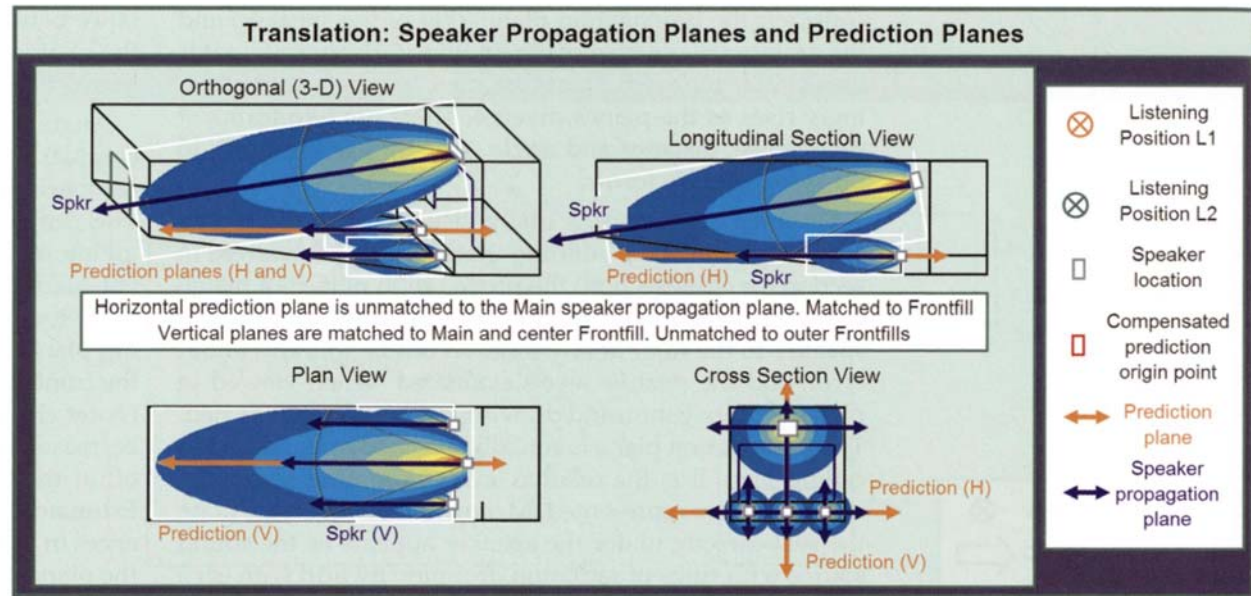 Translation: Speaker Propagation Planes and Prediction Planes
Orthogonal (3-D) View
Spkr
Prediction planes (H and V)
Longitudinal Section View
Spkr
Prediction (H)
Spkr
Horizontal prediction plane is unmatched to the Main speaker propagation plane. Matched to Frontfill
Vertical planes are matched to Main and center Frontfill. Unmatched to outer Frontfills
Plan View
Prediction (V)
Spkr (V)
Cross Section View
Prediction (H)
Prediction (V)
Listening
Position L1
Listening
Position L2
Speaker
location
Compensated
prediction
origin point
Prediction
plane
Speaker
propagation
plane